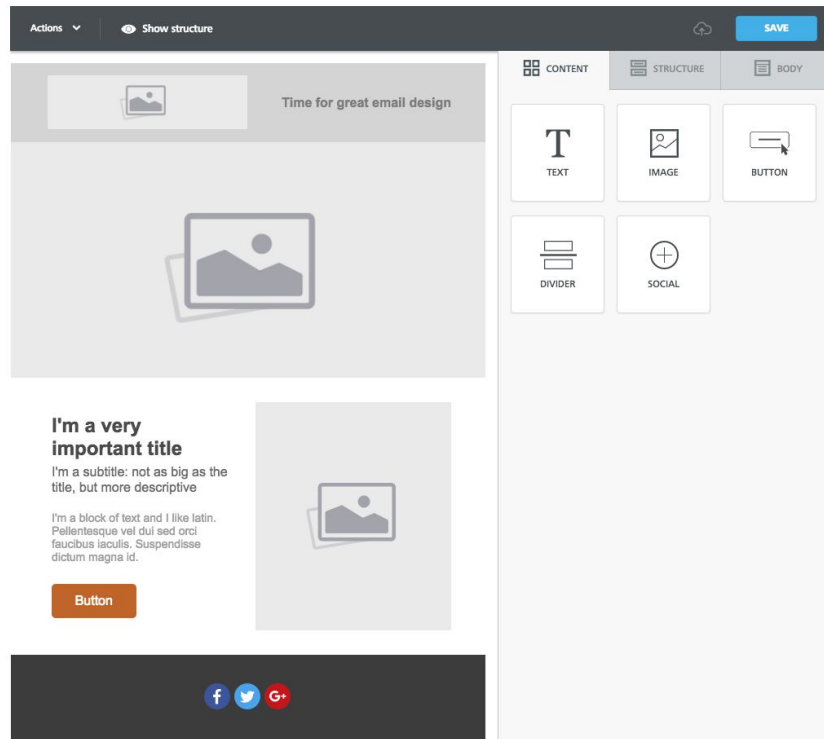 Actions
Show structure
SAVE
CONTENT
STRUCTURE
BODY
Time for great email design
TEXT
IMAGE
BUTTON
DIVIDER
SOCIAL
I'm a very
important title
I'm a subtitle: not as big as the
title, but more descriptive
I'm a block of text and I like latin.
Pellentesque vel dui sed orci
faucibus iaculis. Suspendisse
dictum magna id.
Button
f
G+